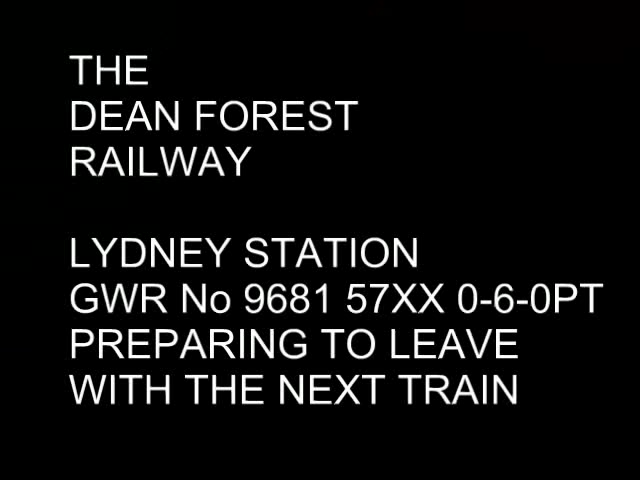 THE
DEAN FOREST
RAILWAY
LYDNEY STATION
GWR No 9681 57XX 0-6-0PT
PREPARING TO LEAVE
WITH THE NEXT TRAIN